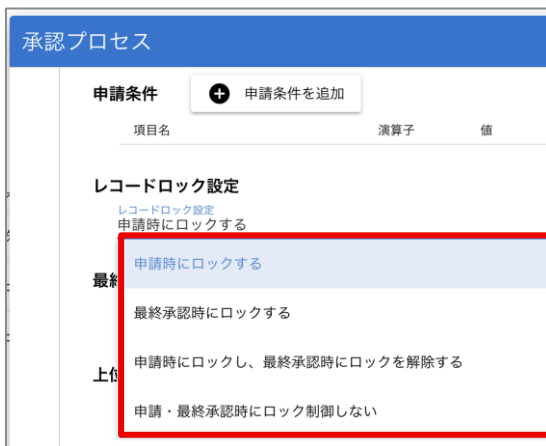 承認プロセス
申請条件
申請条件を追加
項目名 演算子 値
レコードロック設定
レコードロック設定
申請時にロックする
申請時にロックする
最終
最終承認時にロックする
申請時にロックし、最終承認時にロックを解除する
上位
申請・最終承認時にロック制御しない